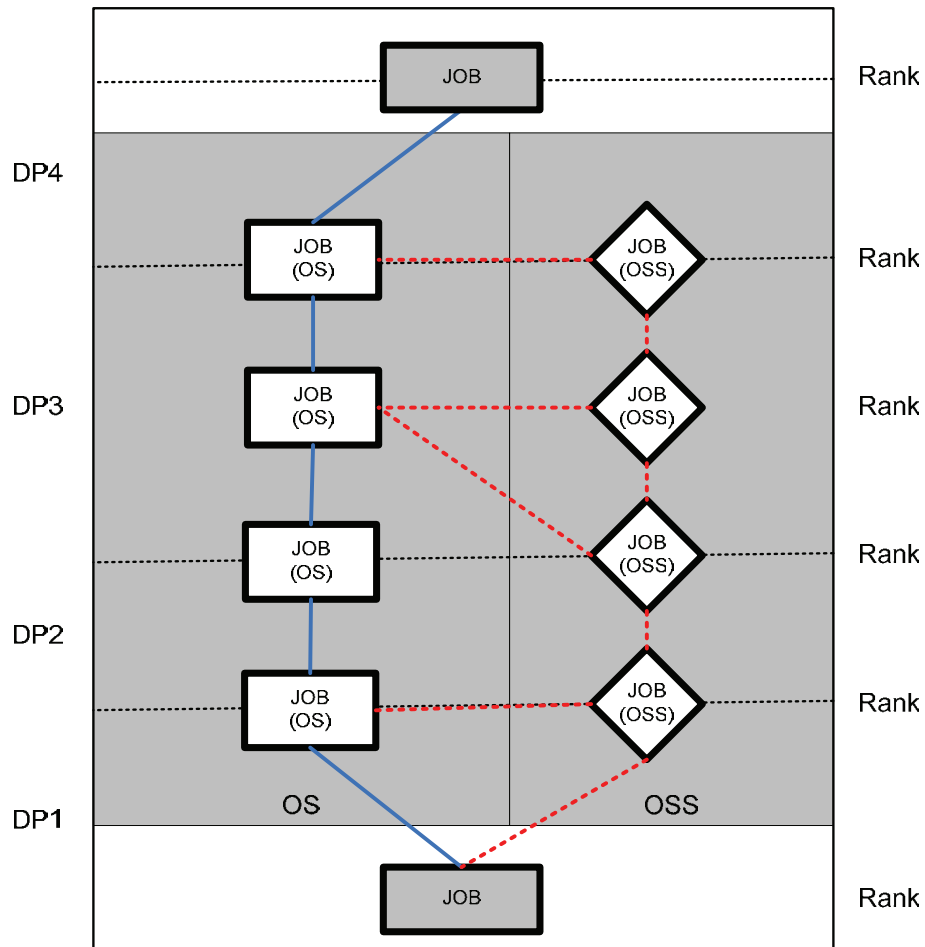 JOB
Rank
DP4
JOB
(OS)
JOB
(OSS)
Rank
DP3
JOB
(OS)
JOB
(OSS)
Rank
JOB
(OS)
JOB
(OSS)
Rank
DP2
JOB
(OS)
JOB
(OSS)
Rank
DP1
OS
OSS
JOB
Rank